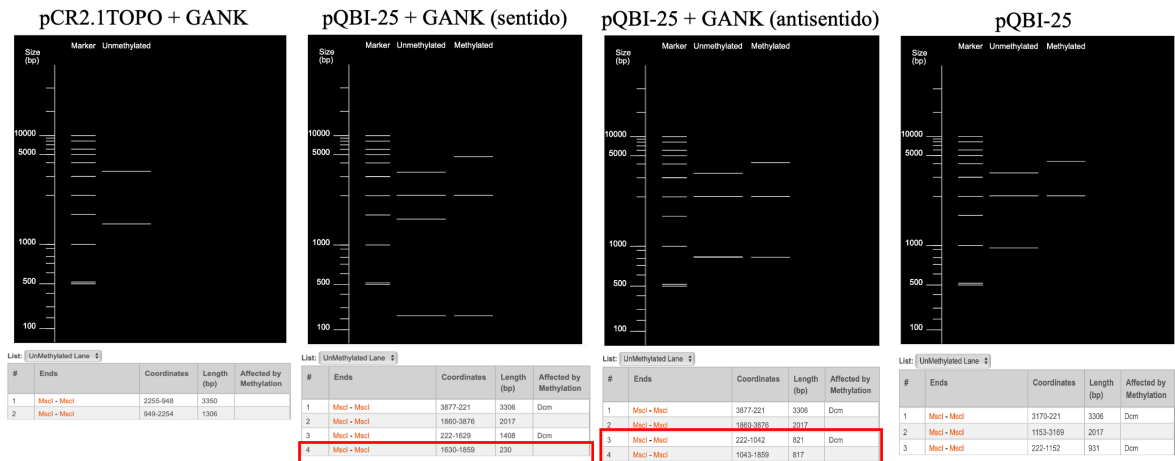 pCR2.1TOPO + GANK
Size (bp)
Marker Unmethylated
10000
5000
1000
500
100
List: UnMethylated Lane
# Ends Coordinates Length (bp) Affected by Methylation
1 MscI - MscI 2255-948 3350
2 MscI - MscI 949-2254 1306
pQBI-25 + GANK (sentido)
Size (bp)
Marker Unmethylated Methylated
10000
5000
1000
500
100
List: UnMethylated Lane
# Ends Coordinates Length (bp) Affected by Methylation
1 MscI - MscI 3877-221 3306 Dcm
2 MscI - MscI 1860-3876 2017
3 MscI - MscI 222-1629 1408 Dcm
4 MscI - MscI 1630-1859 230
pQBI-25 + GANK (antisentido)
Size (bp)
Marker Unmethylated Methylated
10000
5000
1000
500
100
List: UnMethylated Lane
# Ends Coordinates Length (bp) Affected by Methylation
1 MscI - MscI 3877-221 3306 Dcm
2 MscI - MscI 1860-3876 2017
3 MscI - MscI 222-1042 821 Dcm
4 MscI - MscI 1043-1859 817
pQBI-25
Size (bp)
Marker Unmethylated Methylated
10000
5000
1000
500
100
List: UnMethylated Lane
# Ends Coordinates Length (bp) Affected by Methylation
1 MscI - MscI 3170-221 3306 Dcm
2 MscI - MscI 1153-3169 2017
3 MscI - MscI 222-1152 931 Dcm